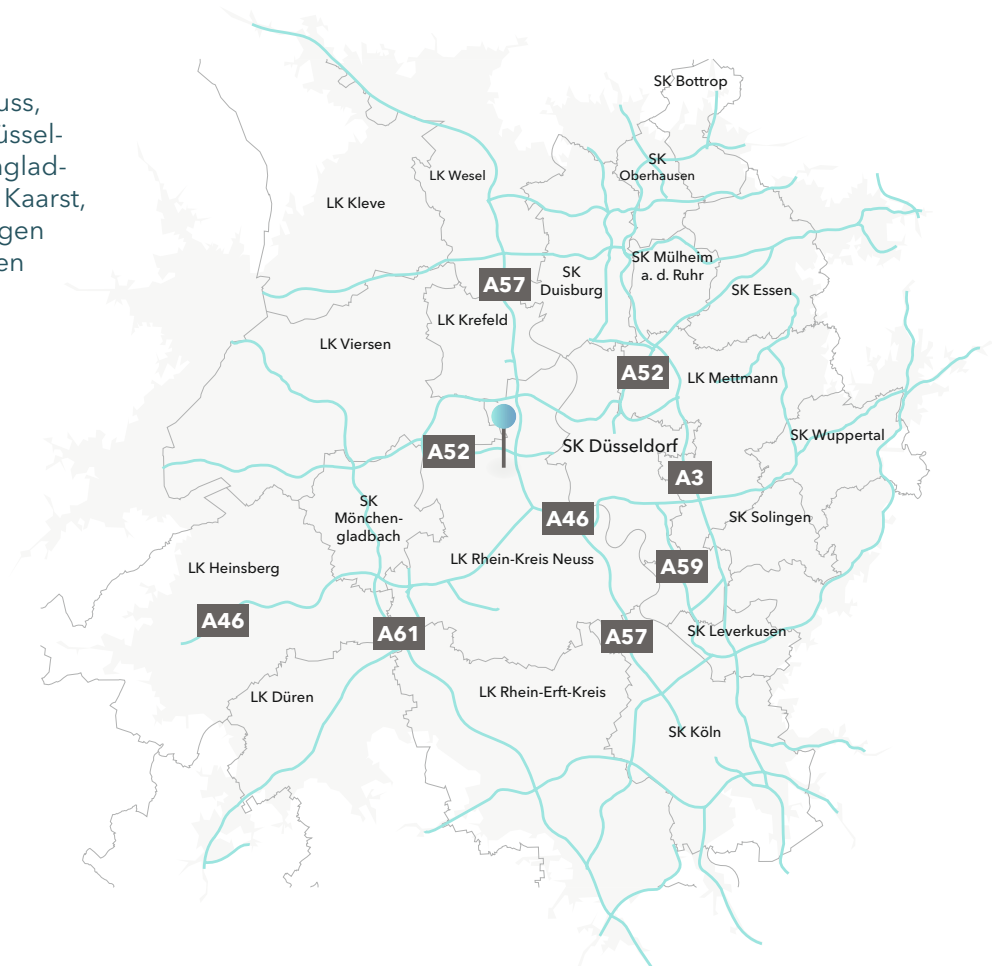 uss,
üssel-
nglad-
Kaarst,
gen
en
SK Bottrop
SK
Oberhausen
LK Wesel
LK Kleve
SK Mülheim
a. d. Ruhr
SK
Duisburg
A57
SK Essen
LK Krefeld
LK Viersen
A52
LK Mettmann
SK Wuppertal
SK Düsseldorf
A52
A3
SK
Mönchen-
gladbach
A46
SK Solingen
LK Rhein-Kreis Neuss
LK Heinsberg
A59
A46
A61
A57
SK Leverkusen
LK Düren
LK Rhein-Erft-Kreis
SK Köln